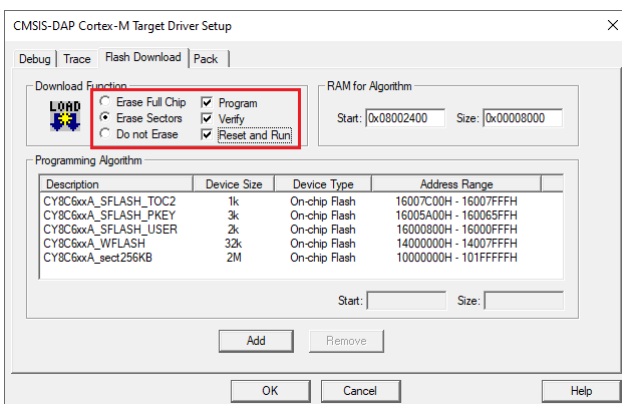 CMSIS-DAP Cortex-M Target Driver Setup
Debug Trace Flash Download Pack
Download Function
LOAD
Erase Full Chip Program
Erase Sectors Verify
Do not Erase Reset and Run
RAM for Algorithm
Start: 0x08002400 Size: 0x00008000
Programming Algorithm
Description Device Size Device Type Address Range
CY8C6xxA_SFLASH_TOC2 1k On-chip Flash 16007C00H - 16007FFFH
CY8C6xxA_SFLASH_PKEY 3k On-chip Flash 16005A00H - 160065FFH
CY8C6xxA_SFLASH_USER 2k On-chip Flash 16000800H - 16000FFFH
CY8C6xxA_WFLASH 32k On-chip Flash 14000000H - 14007FFFH
CY8C6xxA_sect256KB 2M On-chip Flash 10000000H - 101FFFFFH
Start: Size:
Add Remove
OK Cancel Help